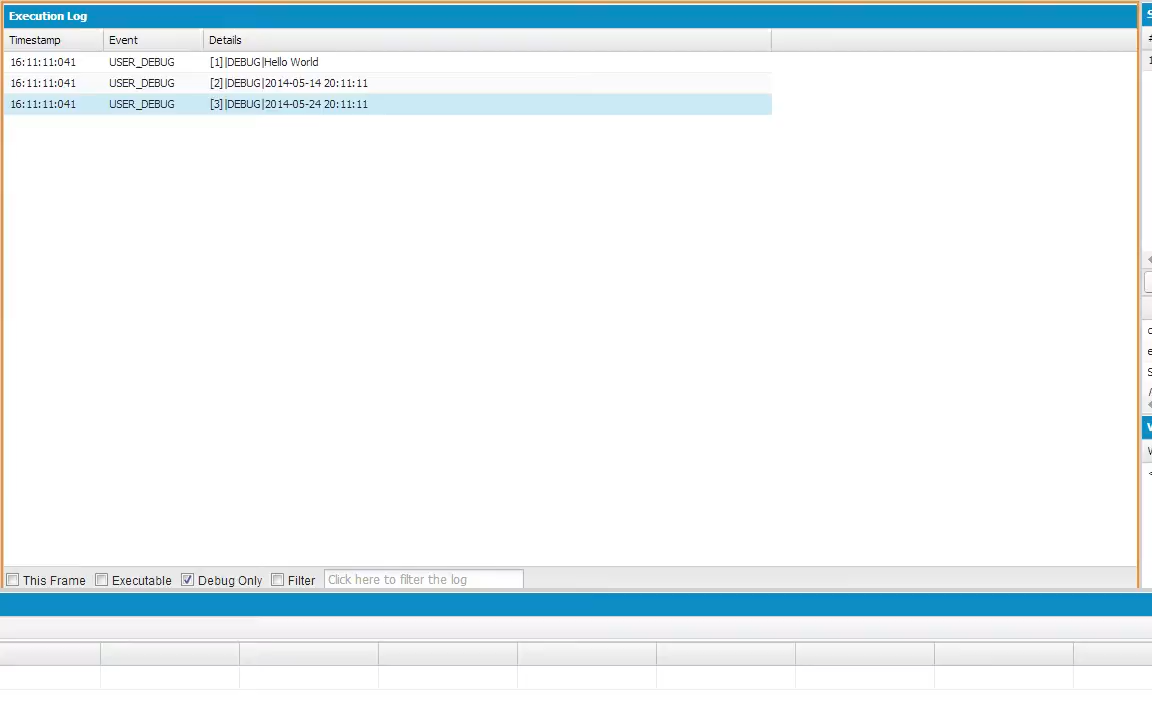 Execution Log
Timestamp Event Details
16:11:11:041 USER_DEBUG [1]|DEBUG|Hello World
16:11:11:041 USER_DEBUG [2]|DEBUG|2014-05-14 20:11:11
16:11:11:041 USER_DEBUG [3]|DEBUG|2014-05-24 20:11:11
This Frame Executable Debug Only Filter Click here to filter the log